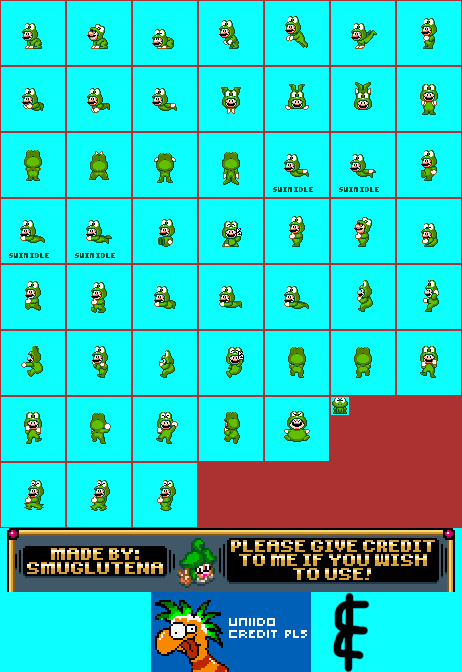 SWIM IDLE
SWIM IDLE
SWIM IDLE
SWIM IDLE
MADE BY:
SMUGLUTENA
PLEASE GIVE CREDIT
TO ME IF YOU WISH
TO USE!
UNIIDO
CREDIT PLS